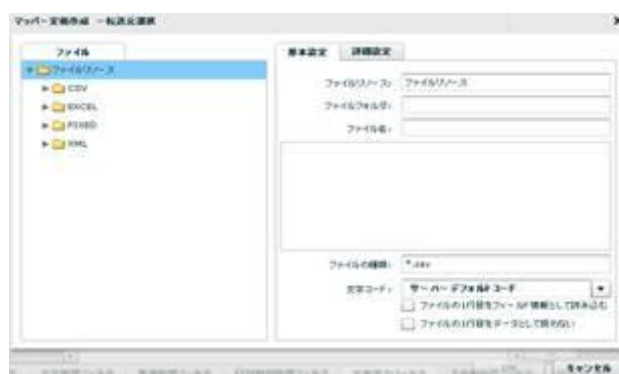 マッパー定義作成 -転送元選択
ファイル
ファイルリソース
CSV
EXCEL
FIXED
XML
基本設定 詳細設定
ファイルリソース: ファイルリソース
ファイルフォルダ:
ファイル名:
ファイルの種類: *.csv
文字コード: サーバーデフォルトコード
ファイルの1行目をフィールド情報として読み込む
ファイルの1行目をデータとして扱わない
キャンセル